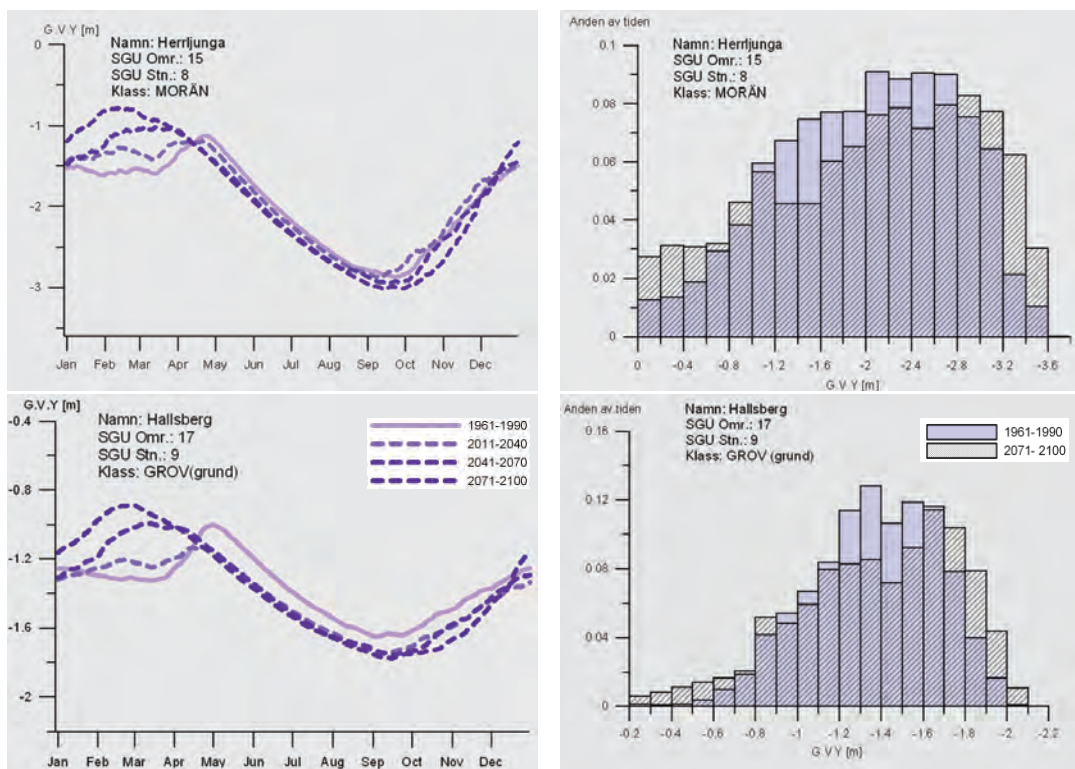 G.V.Y [m]
Namn: Herrljunga
SGU Omr.: 15
SGU Stn.: 8
Klass: MORÄN
0
-1
-2
-3
Jan Feb Mar Apr May Jun Jul Aug Sep Oct Nov Dec
Anden av tiden
Namn: Herrljunga
SGU Omr.: 15
SGU Stn.: 8
Klass: MORÄN
0.1
0.08
0.06
0.04
0.02
0
0 -0.4 -0.8 -1.2 -1.6 -2 -2.4 -2.8 -3.2 -3.6
G.V.Y [m]
G.V.Y [m]
Namn: Hallsberg
SGU Omr.: 17
SGU Stn.: 9
Klass: GROV(grund)
1961-1990
2011-2040
2041-2070
2071-2100
-0.4
-0.8
-1.2
-1.6
-2
Jan Feb Mar Apr May Jun Jul Aug Sep Oct Nov Dec
Anden av tiden
Namn: Hallsberg
SGU Omr.: 17
SGU Stn.: 9
Klass: GROV(grund)
1961-1990
2071- 2100
0.16
0.12
0.08
0.04
0
-0.2 -0.4 -0.6 -0.8 -1 -1.2 -1.4 -1.6 -1.8 -2 -2.2
G.V.Y [m]